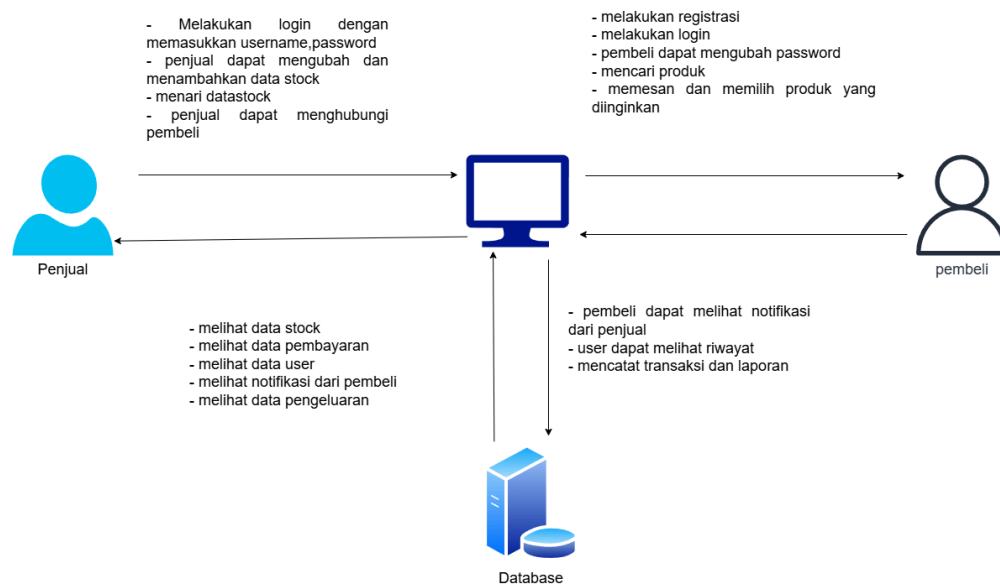 - Melakukan login dengan
memasukkan username,password
- penjual dapat mengubah dan
menambahkan data stock
- menari datastock
- penjual dapat menghubungi
pembeli
- melakukan registrasi
- melakukan login
- pembeli dapat mengubah password
- mencari produk
- memesan dan memilih produk yang
diinginkan
Penjual
pembeli
- melihat data stock
- melihat data pembayaran
- melihat data user
- melihat notifikasi dari pembeli
- melihat data pengeluaran
- pembeli dapat melihat notifikasi
dari penjual
- user dapat melihat riwayat
- mencatat transaksi dan laporan
Database